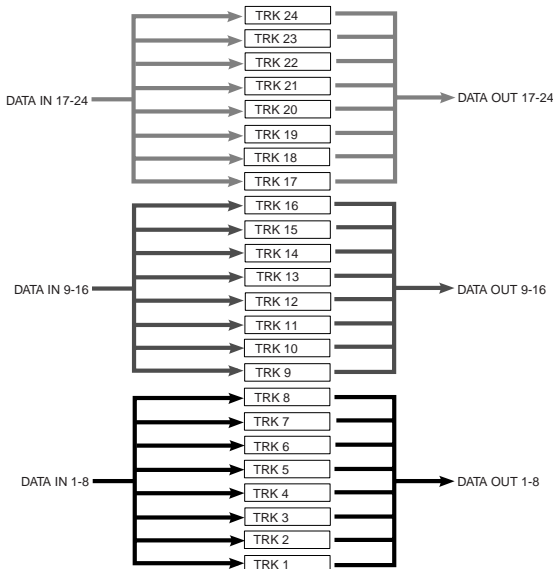 TRK 24
TRK 23
TRK 22
TRK 21
DATA IN 17-24
DATA OUT 17-24
TRK 20
TRK 19
TRK 18
TRK 17
TRK 16
TRK 15
TRK 14
TRK 13
DATA IN 9-16
DATA OUT 9-16
TRK 12
TRK 11
TRK 10
TRK 9
TRK 8
TRK 7
TRK 6
TRK 5
DATA IN 1-8
DATA OUT 1-8
TRK 4
TRK 3
TRK 2
TRK 1